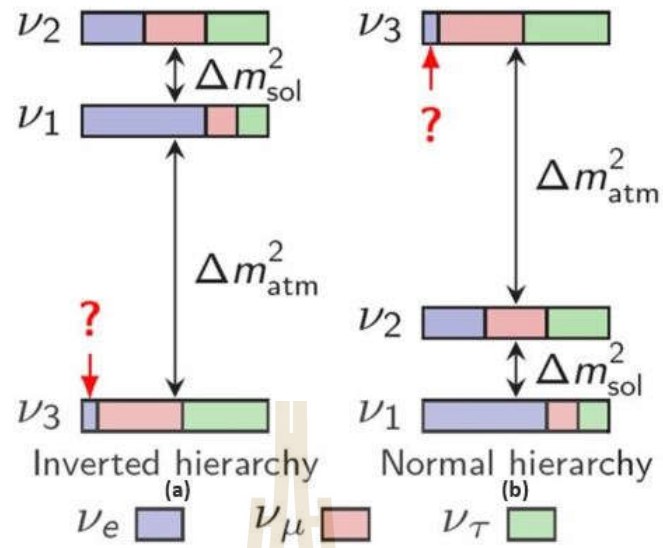 ν2
Δm²sol
ν1
Δm²atm
?
ν3
Inverted hierarchy
(a)
ν3
?
Δm²atm
ν2
Δm²sol
ν1
Normal hierarchy
(b)
νe νμ ντ